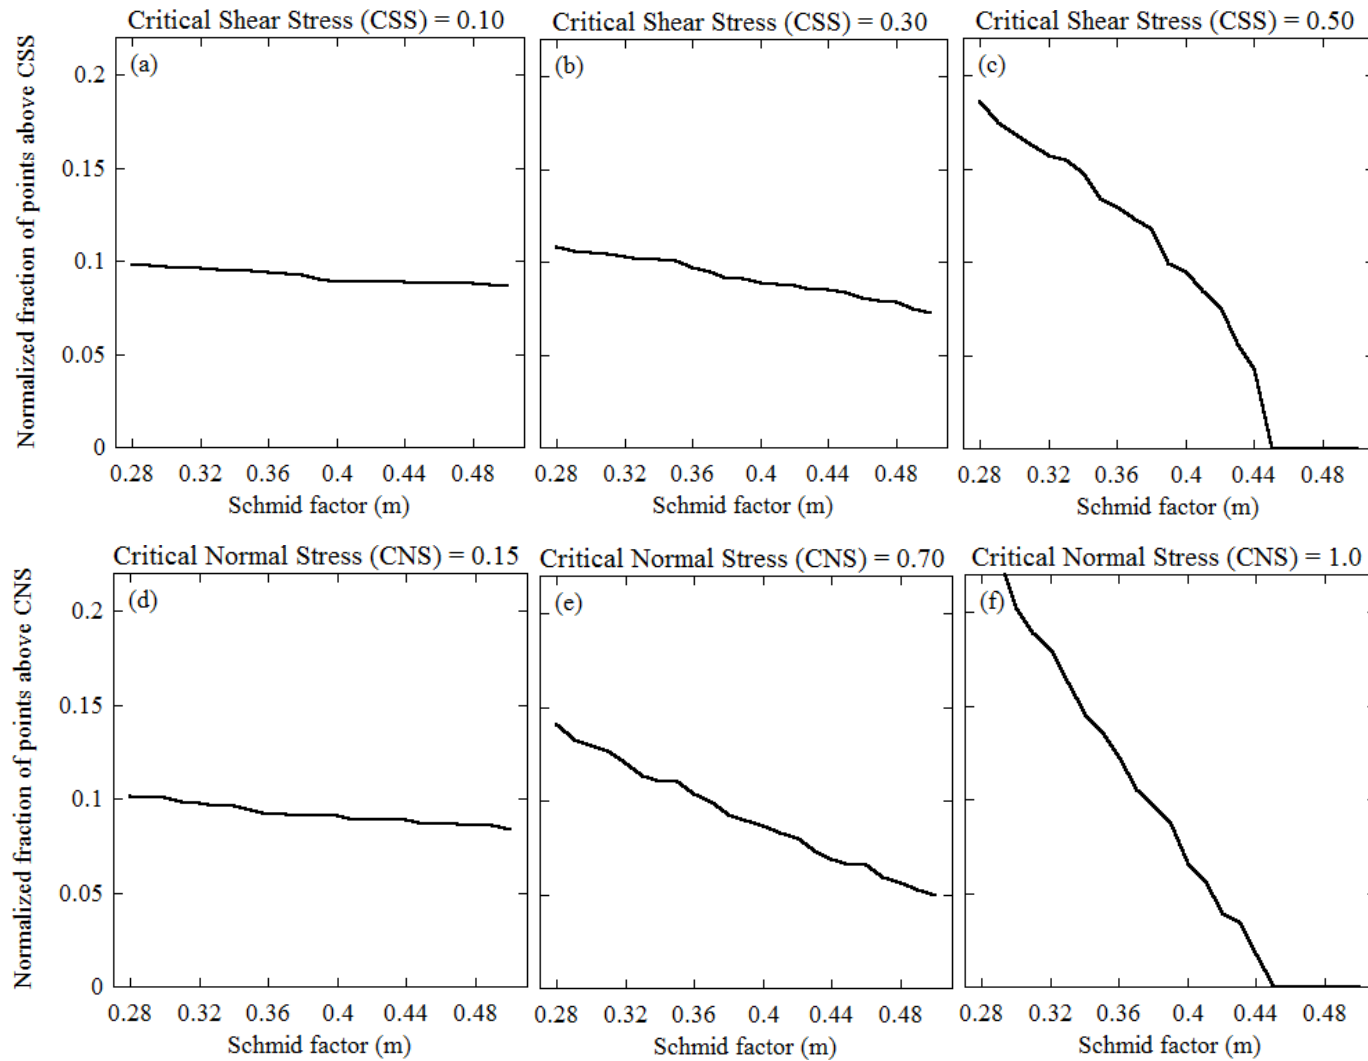 Critical Shear Stress (CSS) = 0.10
Critical Shear Stress (CSS) = 0.30
Critical Shear Stress (CSS) = 0.50
Normalized fraction of points above CSS
(a)
(b)
(c)
0.2
0.15
0.1
0.05
0
0.28 0.32 0.36 0.4 0.44 0.48
0.28 0.32 0.36 0.4 0.44 0.48
0.28 0.32 0.36 0.4 0.44 0.48
Schmid factor (m)
Schmid factor (m)
Schmid factor (m)
Critical Normal Stress (CNS) = 0.15
Critical Normal Stress (CNS) = 0.70
Critical Normal Stress (CNS) = 1.0
Normalized fraction of points above CNS
(d)
(e)
(f)
0.2
0.15
0.1
0.05
0
0.28 0.32 0.36 0.4 0.44 0.48
0.28 0.32 0.36 0.4 0.44 0.48
0.28 0.32 0.36 0.4 0.44 0.48
Schmid factor (m)
Schmid factor (m)
Schmid factor (m)